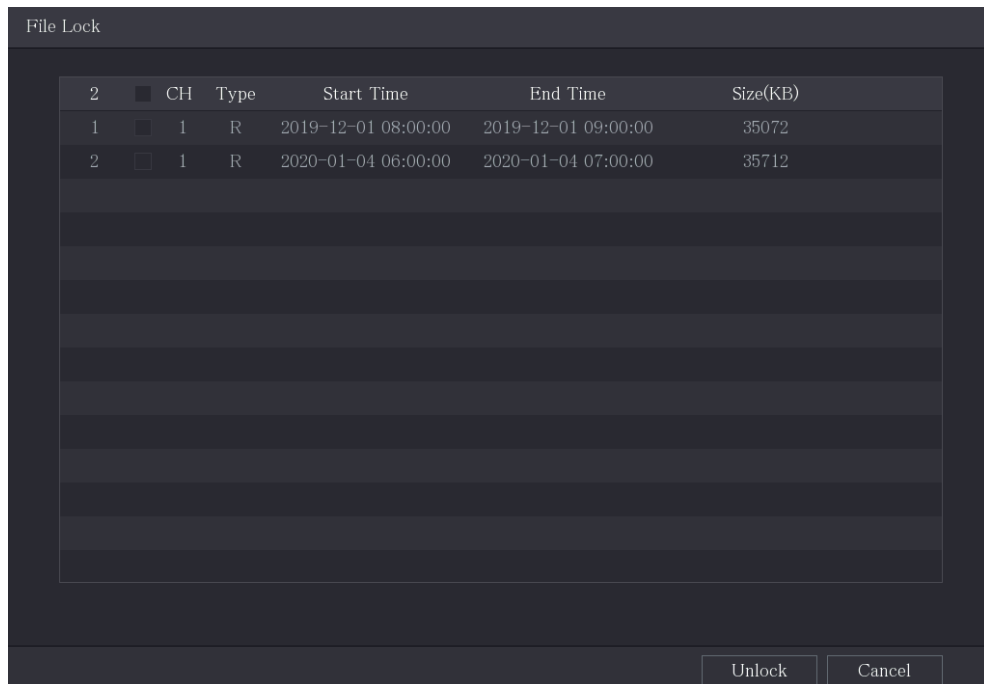 File Lock
2 CH Type Start Time End Time Size(KB)
1 1 R 2019-12-01 08:00:00 2019-12-01 09:00:00 35072
2 1 R 2020-01-04 06:00:00 2020-01-04 07:00:00 35712
Unlock Cancel